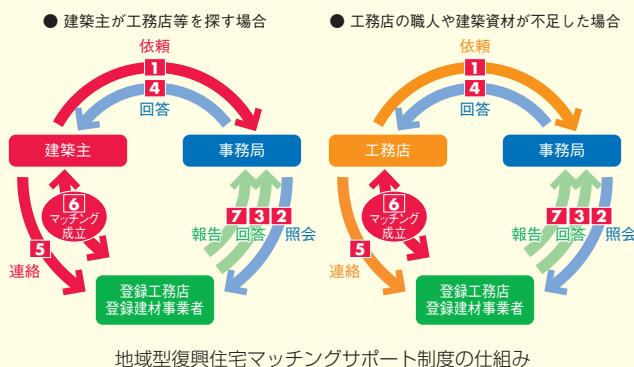 ● 建築主が工務店等を探す場合
依頼
1
4
回答
建築主
事務局
6
マッチング
成立
7 3 2
報告 回答 照会
5
連絡
登録工務店
登録建材事業者
● 工務店の職人や建築資材が不足した場合
依頼
1
4
回答
工務店
事務局
6
マッチング
成立
7 3 2
報告 回答 照会
5
連絡
登録工務店
登録建材事業者
地域型復興住宅マッチングサポート制度の仕組み